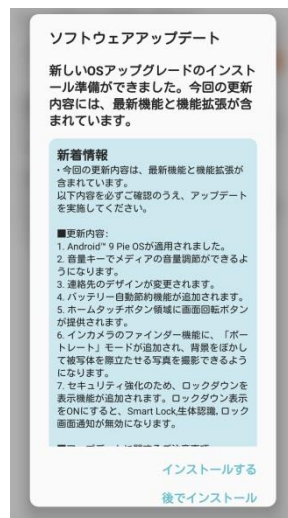 ソフトウェアアップデート
新しいOSアップグレードのインスト
ール準備ができました。今回の更新
内容には、最新機能と機能拡張が含
まれています。
新着情報
・今回の更新内容は、最新機能と機能拡張が
含まれています。
以下内容を必ずご確認のうえ、アップデート
を実施してください。
■更新内容:
1. Android™ 9 Pie OSが適用されました。
2. 音量キーでメディアの音量調節ができるよ
うになります。
3. 連絡先のデザインが変更されます。
4. バッテリー自動節約機能が追加されます。
5. ホームタッチボタン領域に画面回転ボタン
が提供されます。
6. インカメラのファインダー機能に、「ポー
トレート」モードが追加され、背景をぼかし
て被写体を際立たせる写真を撮影できるよう
になります。
7. セキュリティ強化のため、ロックダウンを
表示機能が追加されます。ロックダウン表示
をONにすると、Smart Lock,生体認識, ロック
画面通知が無効になります。
インストールする
後でインストール